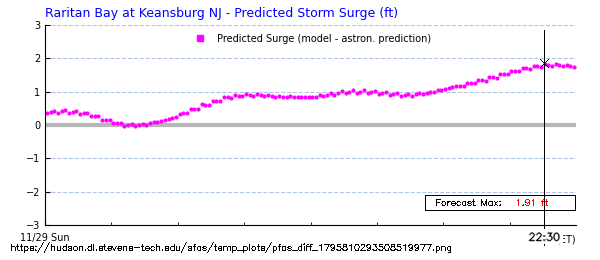 Raritan Bay at Keansburg NJ - Predicted Storm Surge (ft)
3
Predicted Surge (model - astron. prediction)
2
1
0
−1
−2
Forecast Max: 1.91 ft
−3
11/29 Sun 22:30 ET)
https://hudson.dl.stevens-tech.edu/sfas/temp_plots/pfos_diff_1795810293508519977.png